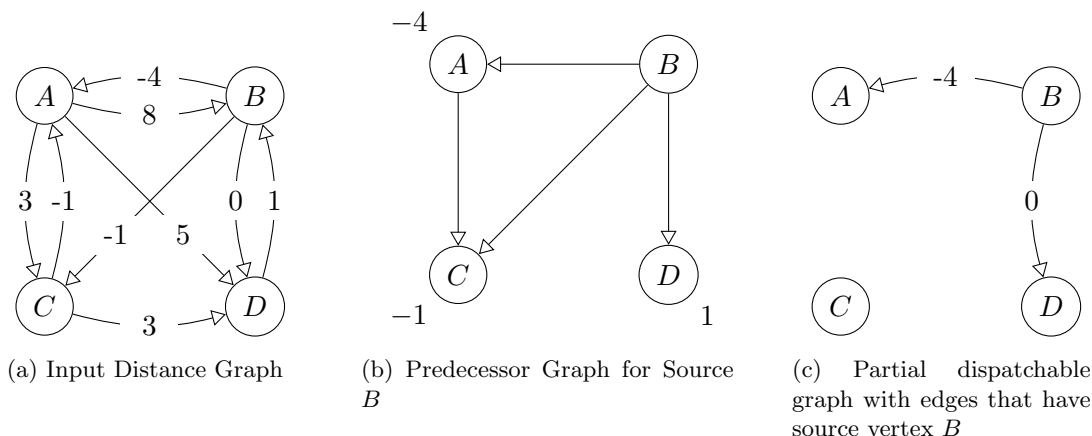 A
B
C
D
-4
8
3
-1
0
1
-1
5
3
(a) Input Distance Graph
−4
A
B
C
D
−1
1
(b) Predecessor Graph for Source
B
A
-4
B
0
C
D
(c) Partial dispatchable
graph with edges that have
source vertex B